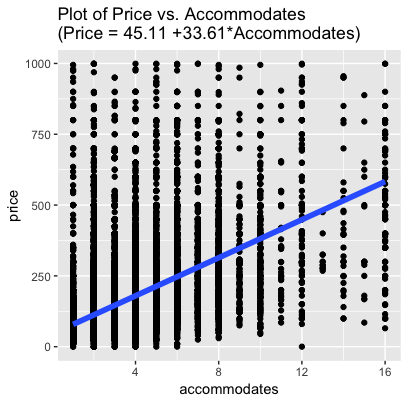 Plot of Price vs. Accommodates
(Price = 45.11 +33.61*Accommodates)
1000
750
500
250
0
price
4
8
12
16
accommodates